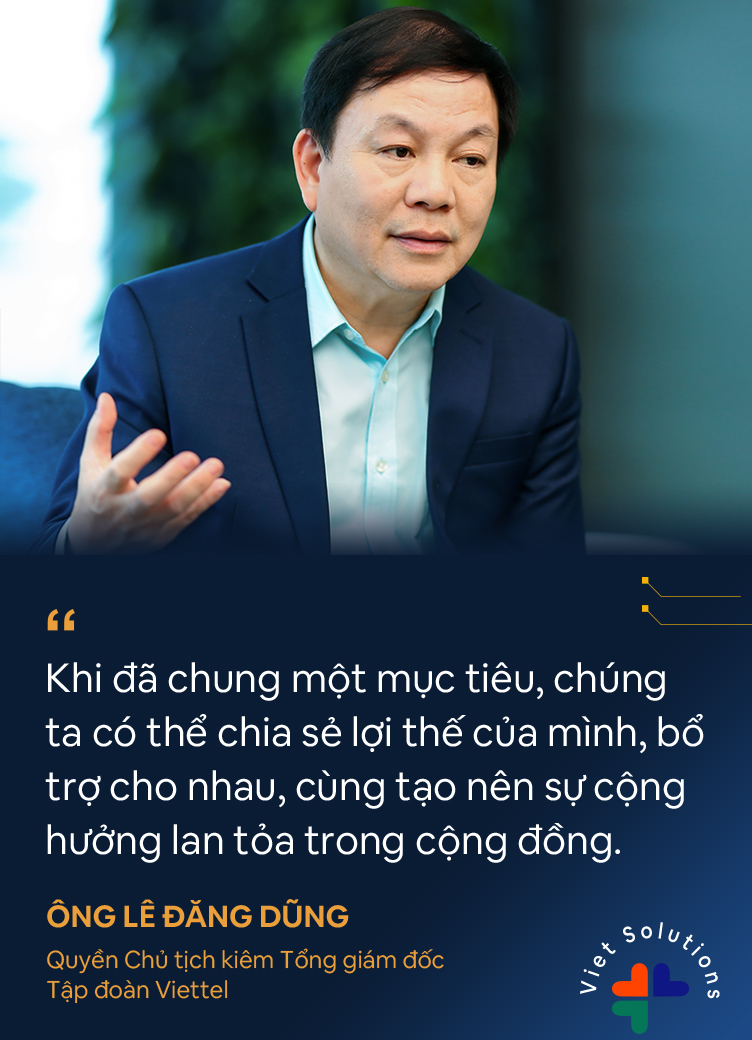 “
Khi đã chung một mục tiêu, chúng
ta có thể chia sẻ lợi thế của mình, bổ
trợ cho nhau, cùng tạo nên sự cộng
hưởng lan tỏa trong cộng đồng.
ÔNG LÊ ĐĂNG DŨNG
Quyền Chủ tịch kiêm Tổng giám đốc
Tập đoàn Viettel
Viet Solutions